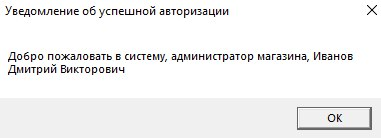 Уведомление об успешной авторизации
Добро пожаловать в систему, администратор магазина, Иванов
Дмитрий Викторович
OK